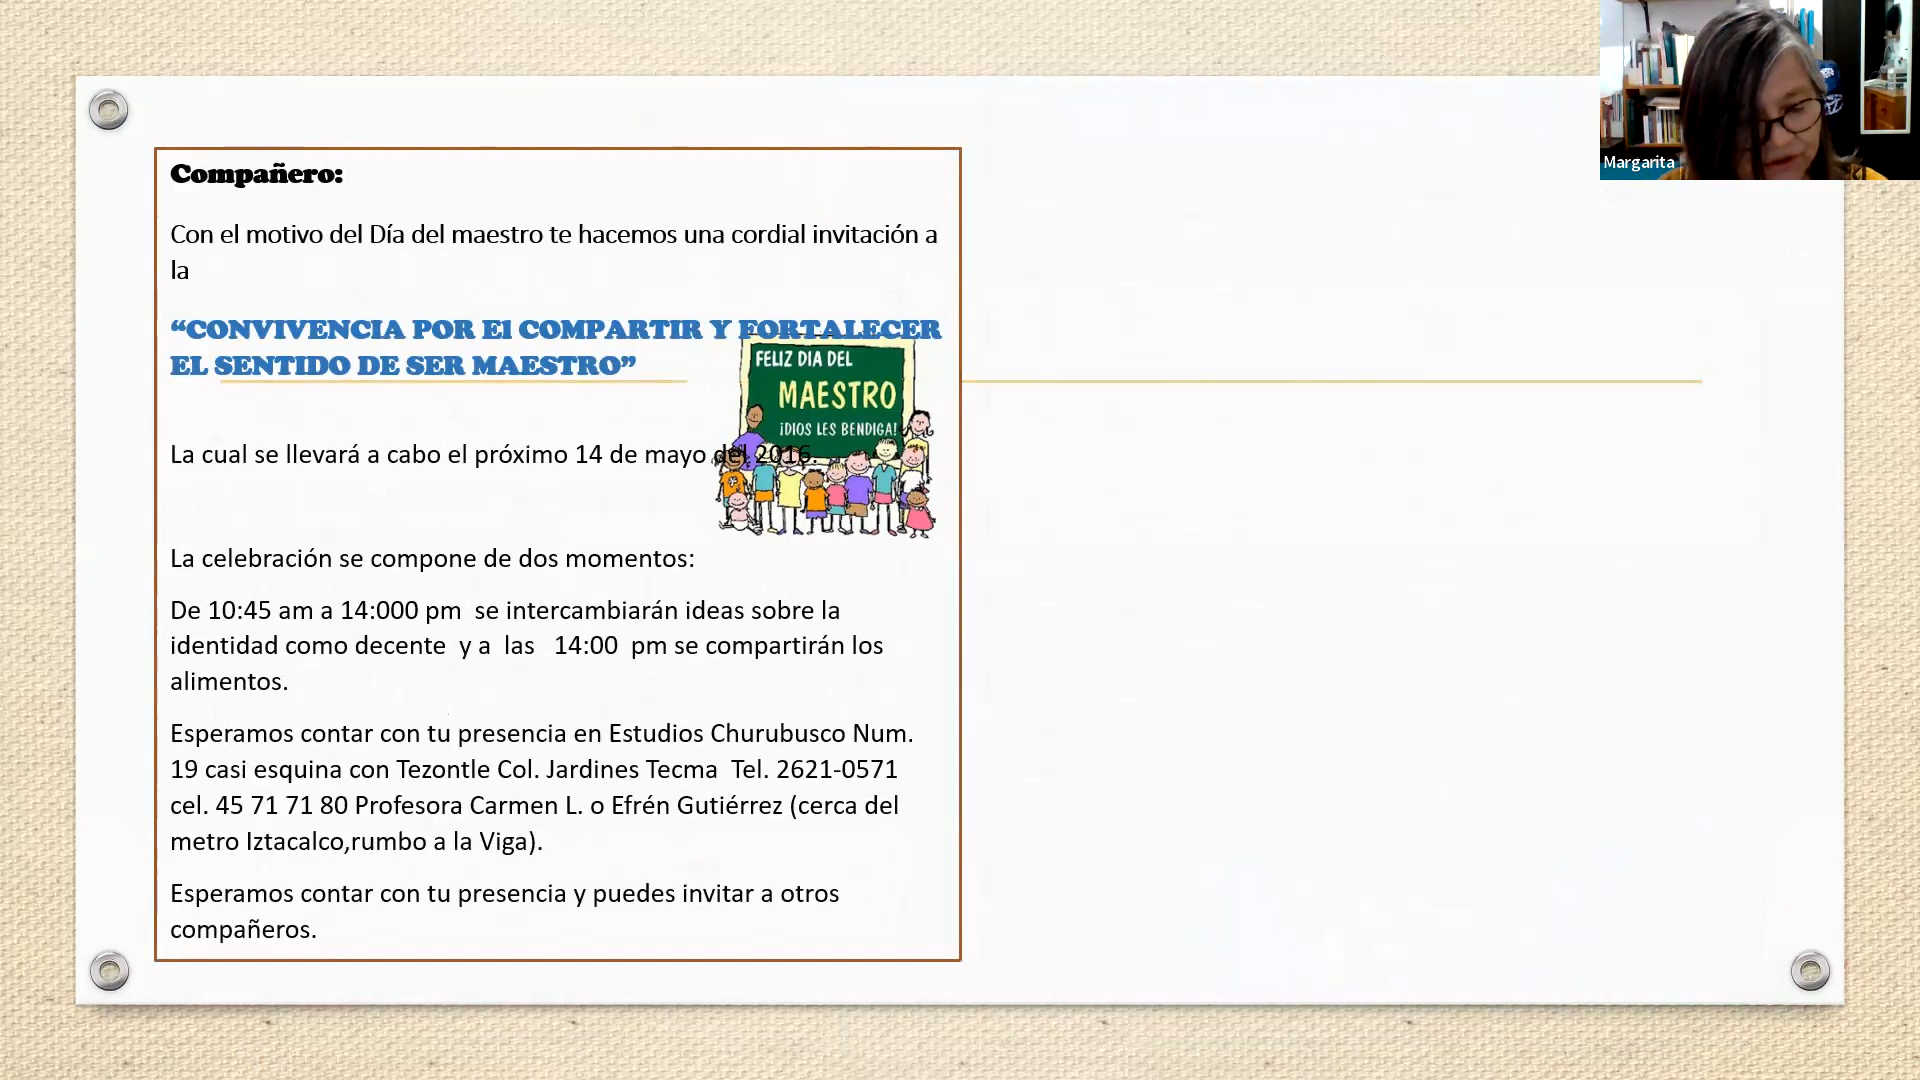 Compañero:
Con el motivo del Día del maestro te hacemos una cordial invitación a
la
“CONVIVENCIA POR El COMPARTIR Y FORTALECER
EL SENTIDO DE SER MAESTRO”
FELIZ DIA DEL
MAESTRO
¡DIOS LES BENDIGA!
La cual se llevará a cabo el próximo 14 de mayo del 2016.
La celebración se compone de dos momentos:
De 10:45 am a 14:000 pm  se intercambiarán ideas sobre la
identidad como decente  y a  las   14:00  pm se compartirán los
alimentos.
Esperamos contar con tu presencia en Estudios Churubusco Num.
19 casi esquina con Tezontle Col. Jardines Tecma  Tel. 2621-0571
cel. 45 71 71 80 Profesora Carmen L. o Efrén Gutiérrez (cerca del
metro Iztacalco,rumbo a la Viga).
Esperamos contar con tu presencia y puedes invitar a otros
compañeros.
Margarita